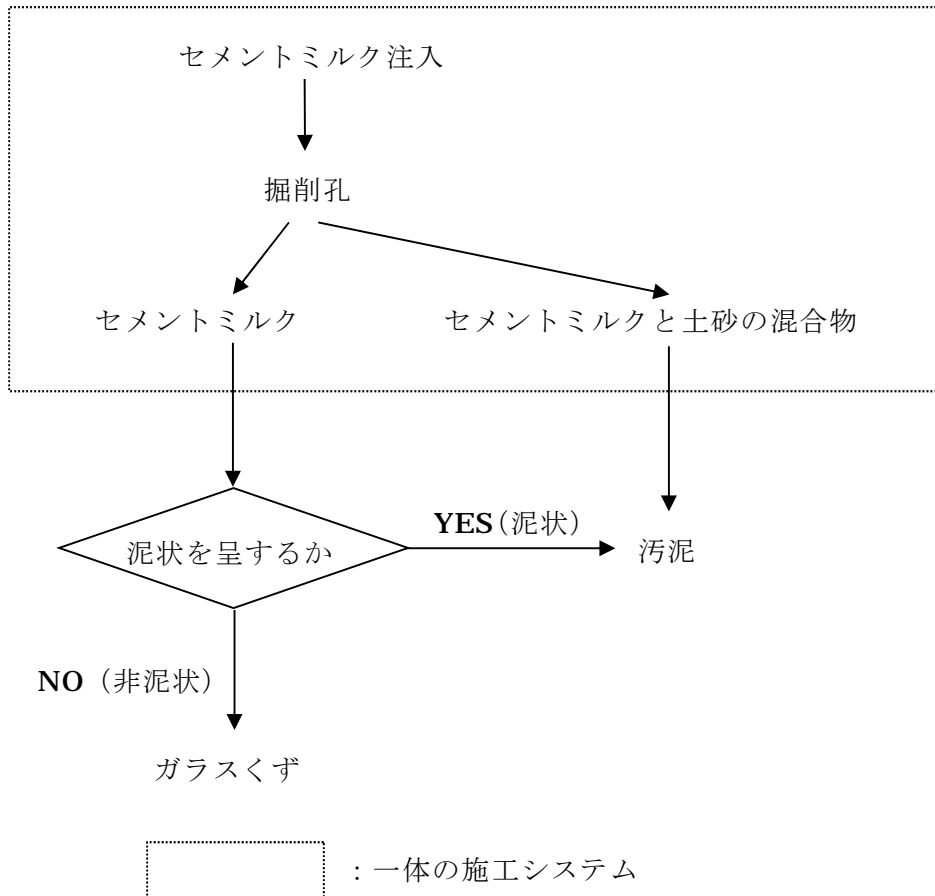 セメントミルク注入
掘削孔
セメントミルク
セメントミルクと土砂の混合物
YES(泥状)
泥状を呈するか
汚泥
NO（非泥状）
ガラスくず
：一体の施工システム